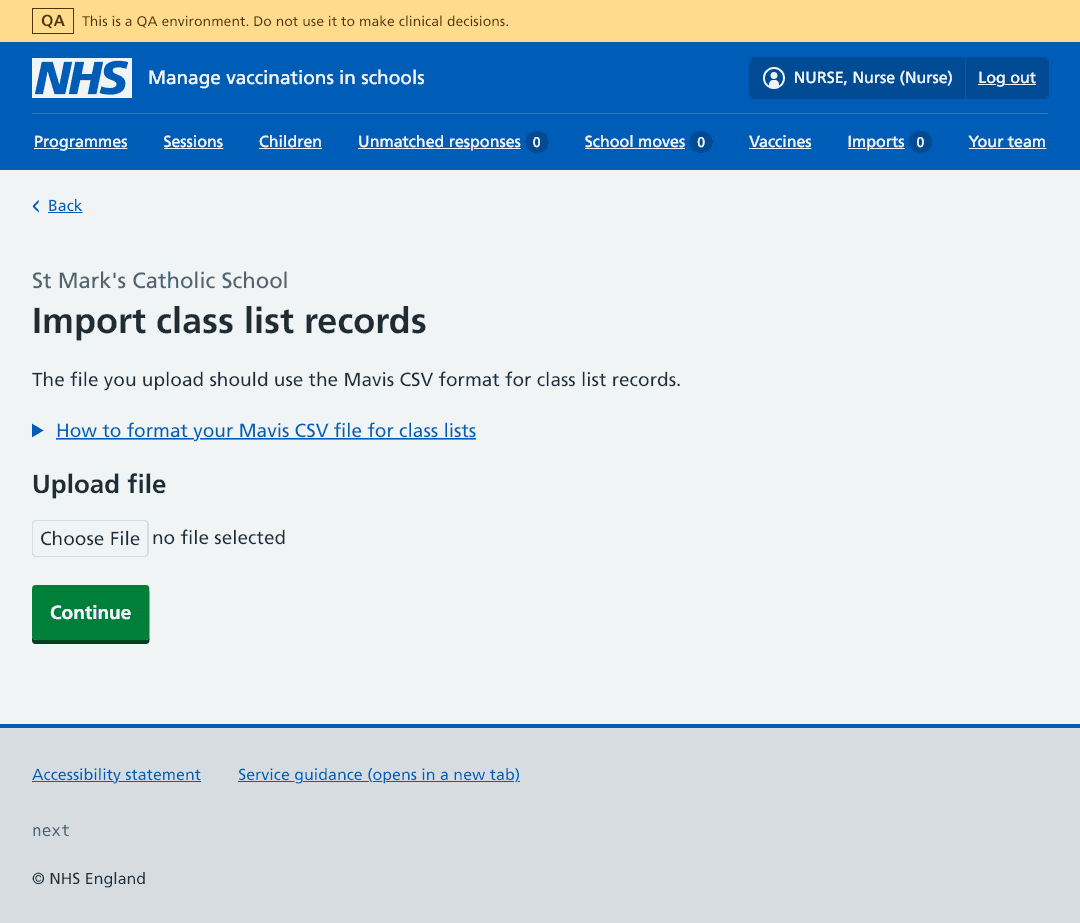 QA This is a QA environment. Do not use it to make clinical decisions.
NHS Manage vaccinations in schools NURSE, Nurse (Nurse) Log out
Programmes Sessions Children Unmatched responses 0 School moves 0 Vaccines Imports 0 Your team
Back
St Mark's Catholic School
Import class list records
The file you upload should use the Mavis CSV format for class list records.
How to format your Mavis CSV file for class lists
Upload file
Choose File no file selected
Continue
Accessibility statement Service guidance (opens in a new tab)
next
© NHS England